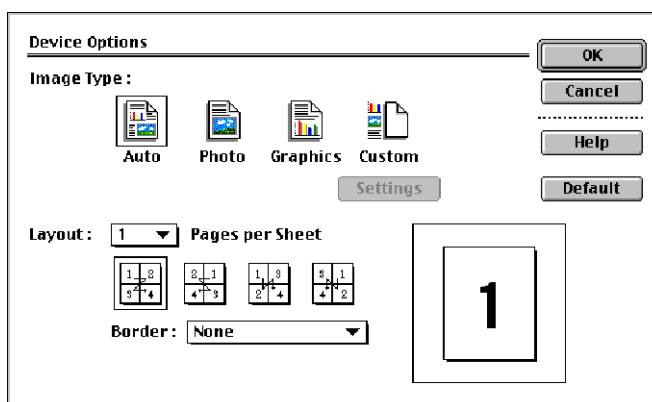 Device Options
OK
Image Type:
Cancel
Help
Auto Photo Graphics Custom
Settings
Default
Layout: 1 Pages per Sheet
1 2 2 1 1 3 3 1
3 4 4 3 2 4 4 2
1
Border: None